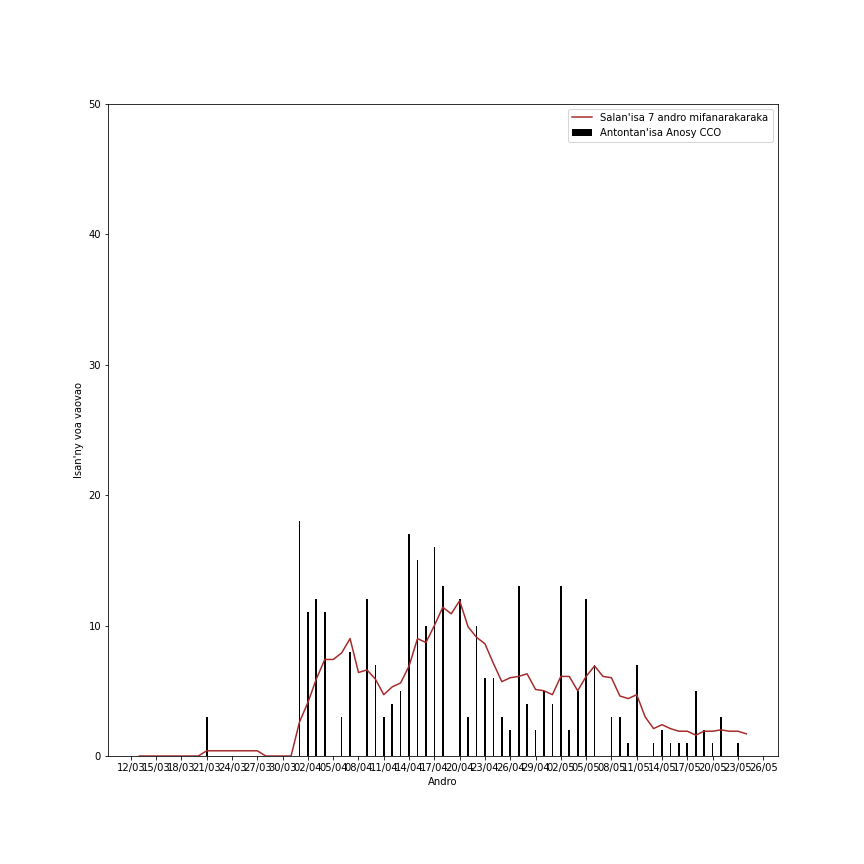 Salan'isa 7 andro mifanarakaraka
Antontan'isa Anosy CCO
50
40
30
20
10
0
Isan'ny voa vaovao
12/03 15/03 18/03 21/03 24/03 27/03 30/03 02/04 05/04 08/04 11/04 14/04 17/04 20/04 23/04 26/04 29/04 02/05 05/05 08/05 11/05 14/05 17/05 20/05 23/05 26/05
Andro